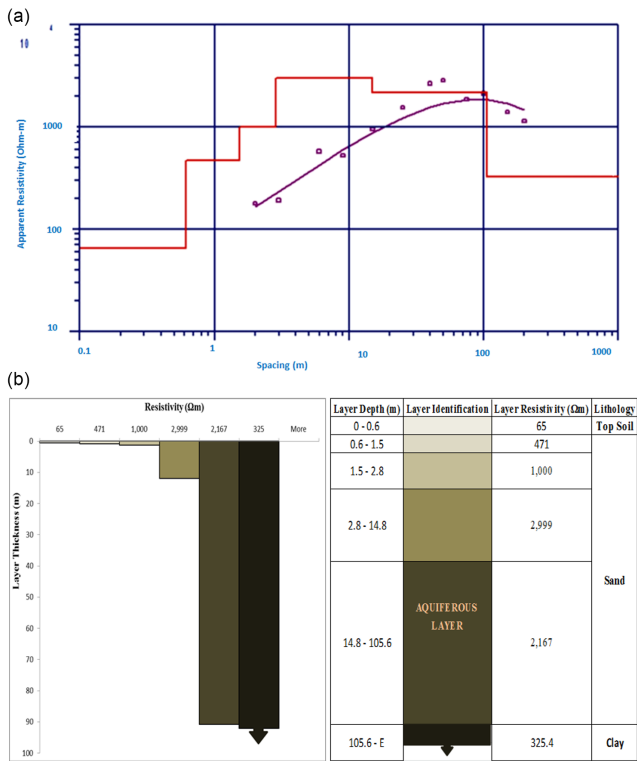 (a)
10 4
1000
100
10
Apparent Resistivity (Ohm-m)
0.1 1 10 100 1000
Spacing (m)
(b)
Resistivity (Ωm)
65 471 1,000 2,999 2,167 325 More
0
10
20
30
40
50
60
70
80
90
100
Layer Thickness (m)
Layer Depth (m) Layer Identification Layer Resistivity (Ωm) Lithology
0 - 0.6 65 Top Soil
0.6 - 1.5 471
1.5 - 2.8 1,000
2.8 - 14.8 2,999
Sand
AQUIFEROUS
LAYER
14.8 - 105.6 2,167
105.6 - E 325.4 Clay